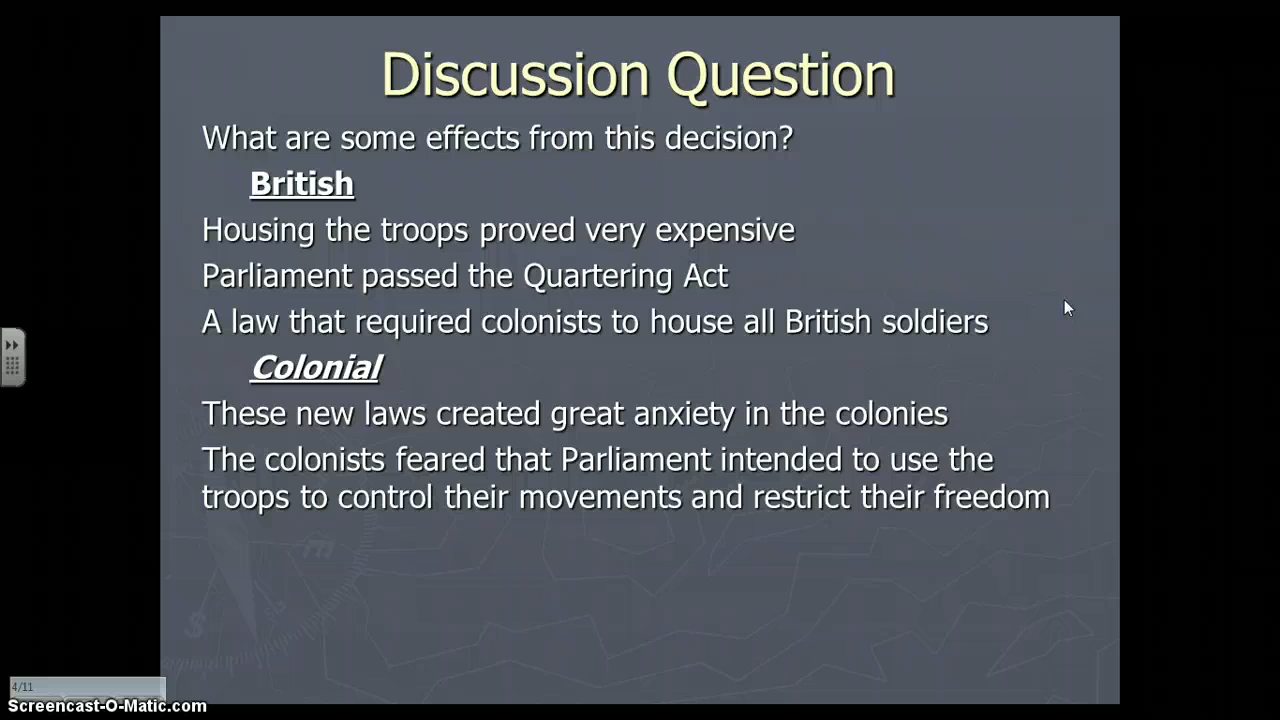 Discussion Question
What are some effects from this decision?
British
Housing the troops proved very expensive
Parliament passed the Quartering Act
A law that required colonists to house all British soldiers
Colonial
These new laws created great anxiety in the colonies
The colonists feared that Parliament intended to use the
troops to control their movements and restrict their freedom
E
S
4/11
Screencast-O-Matic.com